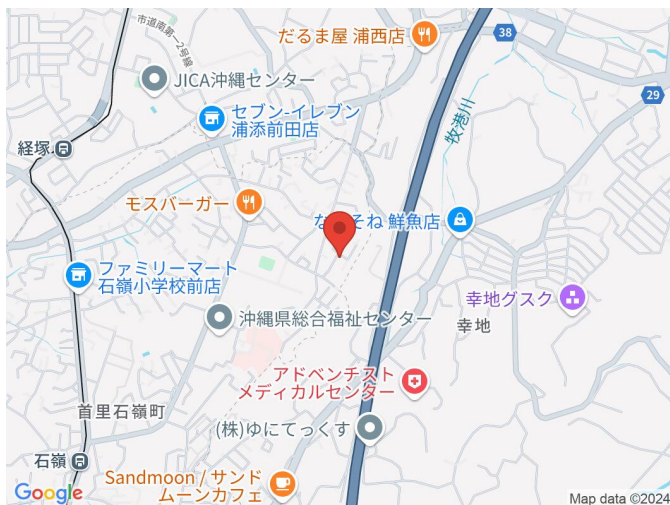 だるま屋 浦西店
38
市道南第一2号線
JICA沖縄センター
29
牧港川
セブン-イレブン
浦添前田店
経塚
モスバーガー
鮮魚店
ファミリーマート
石嶺小学校前店
幸地グスク
沖縄県総合福祉センター
幸地
アドベンチスト
メディカルセンター
首里石嶺町
(株)ゆにてっくす
石嶺
Sandmoon / サンド
ムーンカフェ
Google
Map data ©2024